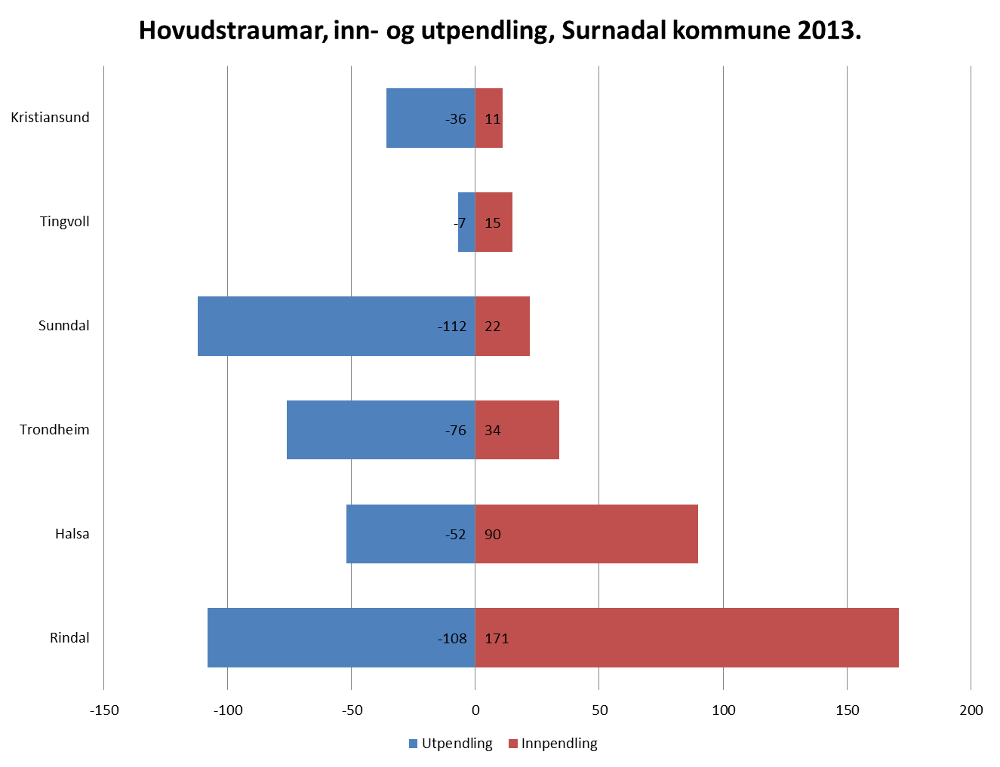 Hovudstraumar, inn- og utpendling, Surnadal kommune 2013.
Kristiansund -36 11
Tingvoll -7 15
Sunndal -112 22
Trondheim -76 34
Halsa -52 90
Rindal -108 171
-150 -100 -50 0 50 100 150 200
Utpendling Innpendling